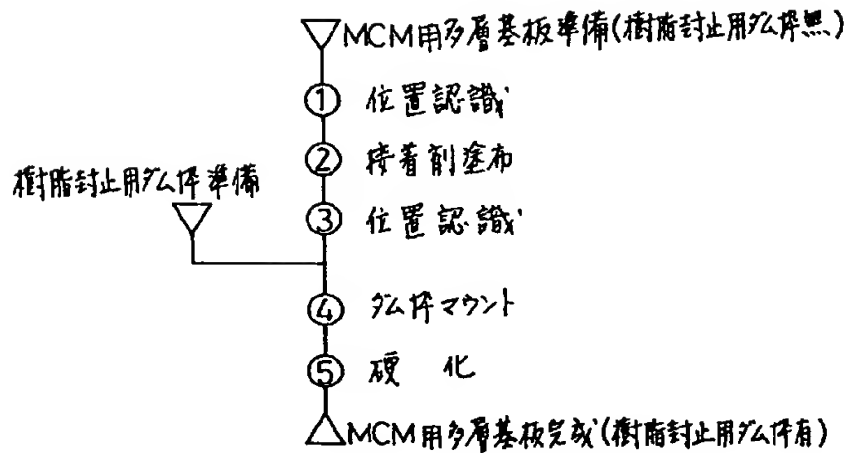 MCM用多層基板準備(樹脂封止用ダム枠無)
① 位置認識
② 接着剤塗布
樹脂封止用ダム枠準備
③ 位置認識
④ ダム枠マウント
⑤ 硬化
MCM用多層基板完成(樹脂封止用ダム枠有)